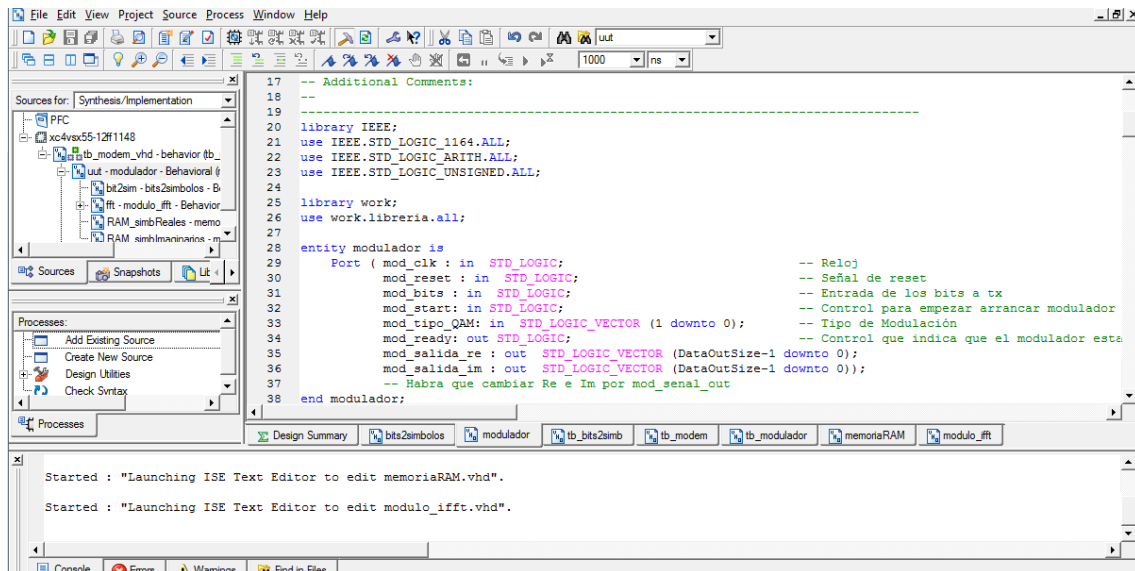 File Edit View Project Source Process Window Help
uut
1000 ns
Sources for: Synthesis/Implementation
PFC
xc4vsx55-12ff1148
tb_modem_vhd - behavior (tb_
uut - modulador - Behavioral (
bit2sim - bits2simbolos - B
fft - modulo_ifft - Behavior
RAM_simbReales - memo
RAM_simbImaginarios - m
Sources Snapshots Lib
Processes:
Add Existing Source
Create New Source
Design Utilities
Check Syntax
Processes
17 -- Additional Comments:
18 --
19 ----------------------------------------------------------------------------------
20 library IEEE;
21 use IEEE.STD_LOGIC_1164.ALL;
22 use IEEE.STD_LOGIC_ARITH.ALL;
23 use IEEE.STD_LOGIC_UNSIGNED.ALL;
24
25 library work;
26 use work.libreria.all;
27
28 entity modulador is
29 Port ( mod_clk : in STD_LOGIC; -- Reloj
30 mod_reset : in STD_LOGIC; -- Señal de reset
31 mod_bits : in STD_LOGIC; -- Entrada de los bits a tx
32 mod_start: in STD_LOGIC; -- Control para empezar arrancar modulador
33 mod_tipo_QAM: in STD_LOGIC_VECTOR (1 downto 0); -- Tipo de Modulación
34 mod_ready: out STD_LOGIC; -- Control que indica que el modulador esta
35 mod_salida_re : out STD_LOGIC_VECTOR (DataOutSize-1 downto 0);
36 mod_salida_im : out STD_LOGIC_VECTOR (DataOutSize-1 downto 0));
37 -- Habra que cambiar Re e Im por mod_senal_out
38 end modulador;
Design Summary bits2simbolos modulador tb_bits2simb tb_modem tb_modulador memoriaRAM modulo_ifft
Started : "Launching ISE Text Editor to edit memoriaRAM.vhd".
Started : "Launching ISE Text Editor to edit modulo_ifft.vhd".
Console Errors Warnings Find in Files